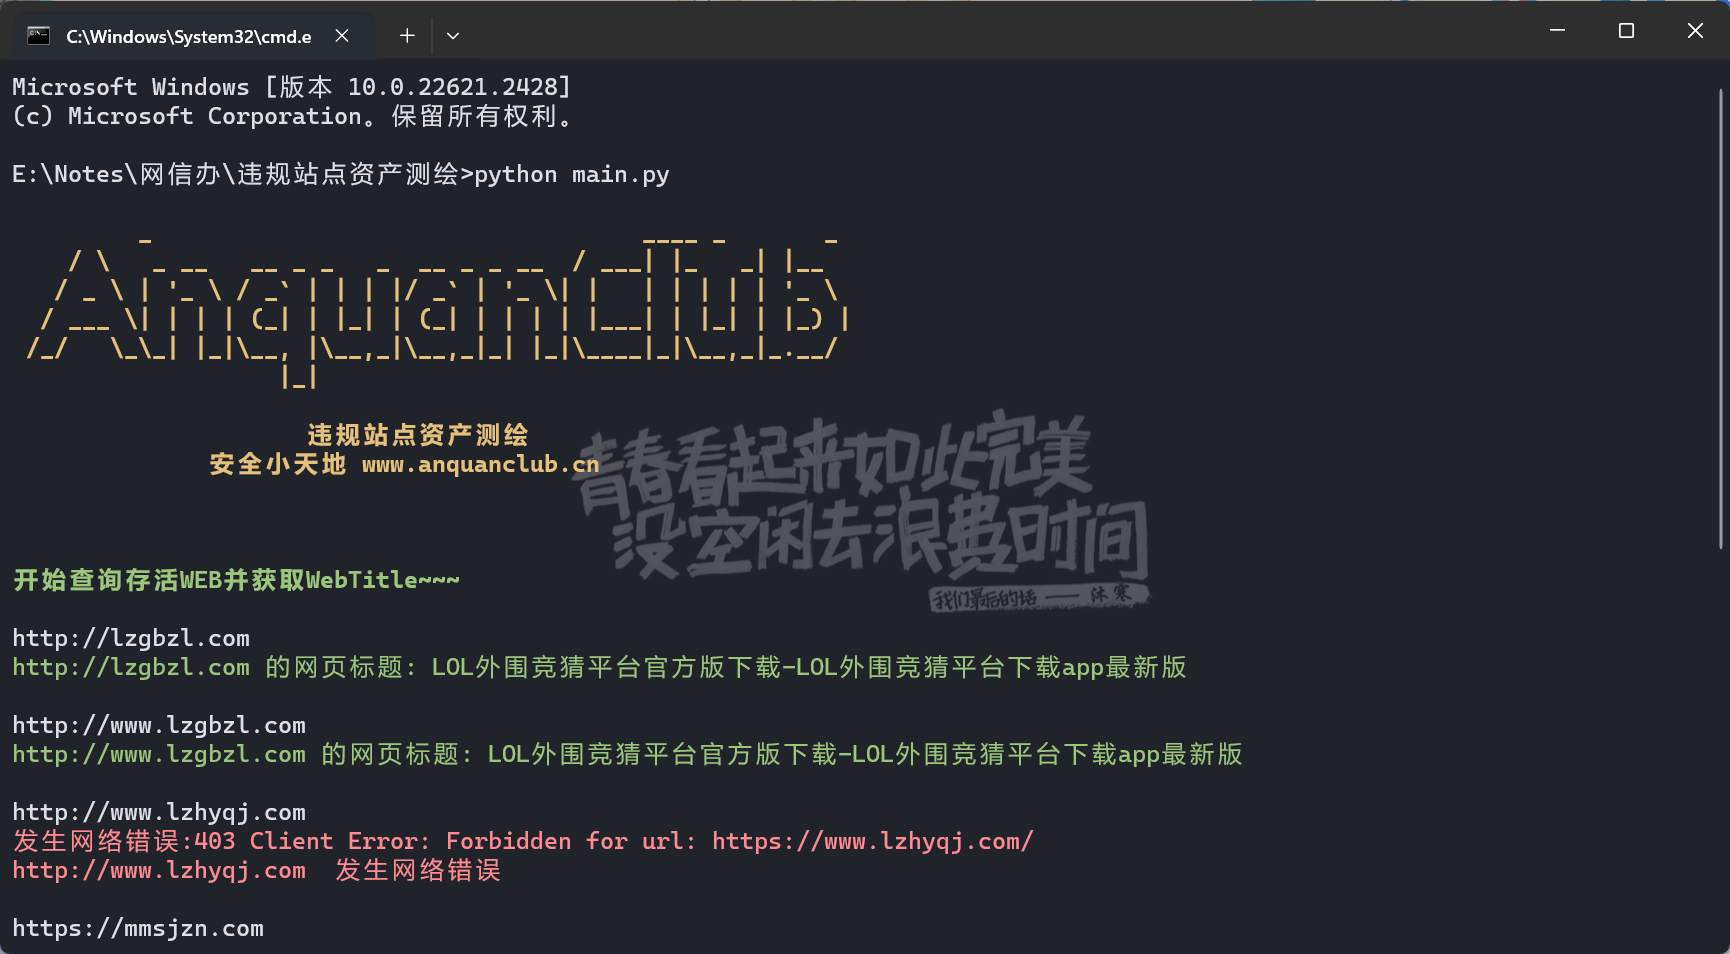 C:\Windows\System32\cmd.e
Microsoft Windows [版本 10.0.22621.2428]
(c) Microsoft Corporation。保留所有权利。
E:\Notes\网信办\违规站点资产测绘>python main.py
AnquanClub
违规站点资产测绘
安全小天地 www.anquanclub.cn
青春看起来如此完美
没空闲去浪费时间
我们最后的话 —— 沐寒
开始查询存活WEB并获取WebTitle~~~
http://lzgbzl.com
http://lzgbzl.com 的网页标题: LOL外围竞猜平台官方版下载-LOL外围竞猜平台下载app最新版
http://www.lzgbzl.com
http://www.lzgbzl.com 的网页标题: LOL外围竞猜平台官方版下载-LOL外围竞猜平台下载app最新版
http://www.lzhyqj.com
发生网络错误:403 Client Error: Forbidden for url: https://www.lzhyqj.com/
http://www.lzhyqj.com 发生网络错误
https://mmsjzn.com